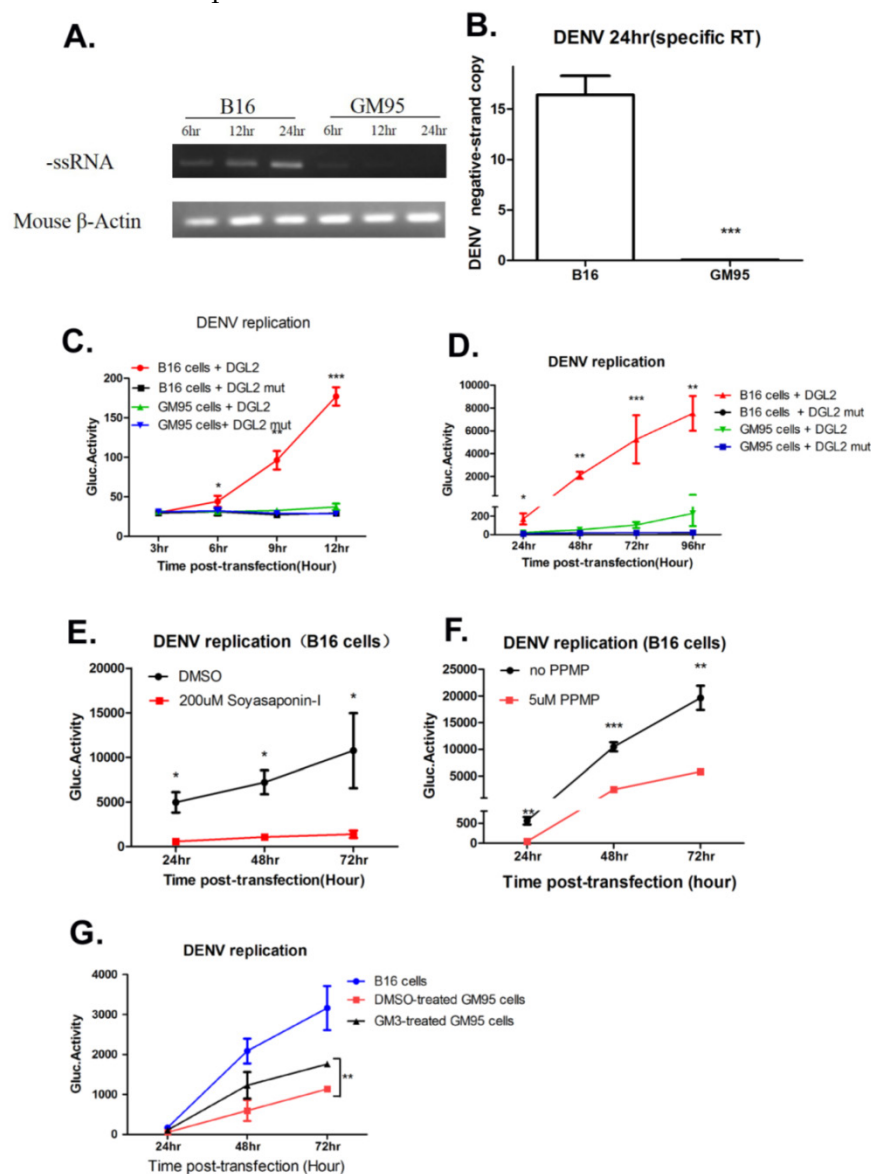 A.
B16 GM95
6hr 12hr 24hr 6hr 12hr 24hr
-ssRNA
Mouse β-Actin
B.
DENV 24hr(specific RT)
DENV negative-strand copy
15
10
5
0
***
B16 GM95
C.
DENV replication
B16 cells + DGL2
B16 cells + DGL2 mut
GM95 cells + DGL2
GM95 cells+ DGL2 mut
Gluc.Activity
200
150
100
50
0
*
**
***
3hr 6hr 9hr 12hr
Time post-transfection(Hour)
D.
DENV replication
B16 cells + DGL2
B16 cells + DGL2 mut
GM95 cells + DGL2
GM95 cells + DGL2 mut
Gluc.Activity
10000
8000
6000
4000
2000
200
0
*
**
***
**
24hr 48hr 72hr 96hr
Time post-transfection(Hour)
E.
DENV replication（B16 cells）
DMSO
200uM Soyasaponin-I
Gluc.Activity
20000
15000
10000
5000
0
*
*
*
24hr 48hr 72hr
Time post-transfection(Hour)
F.
DENV replication (B16 cells)
no PPMP
5uM PPMP
Gluc.Activity
25000
20000
15000
10000
5000
500
0
**
***
**
24hr 48hr 72hr
Time post-transfection (hour)
G.
DENV replication
B16 cells
DMSO-treated GM95 cells
GM3-treated GM95 cells
Gluc.Activity
4000
3000
2000
1000
0
**
24hr 48hr 72hr
Time post-transfection (Hour)